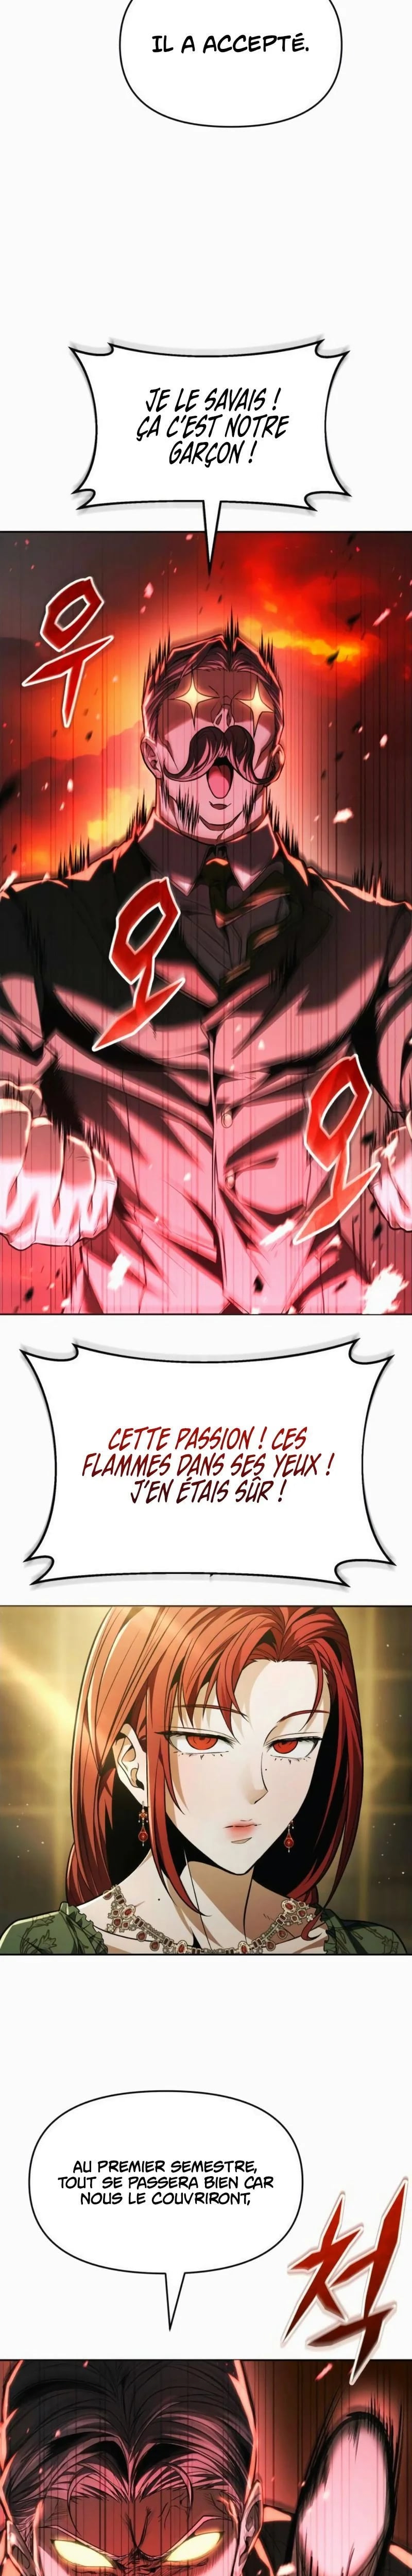 IL A ACCEPTÉ.
JE LE SAVAIS !
ÇA C'EST NOTRE
GARÇON !
우
오
오
CETTE PASSION ! CES
FLAMMES DANS SES YEUX !
J'EN ÉTAIS SÛR !
AU PREMIER SEMESTRE,
TOUT SE PASSERA BIEN CAR
NOUS LE COUVRIRONT,
척